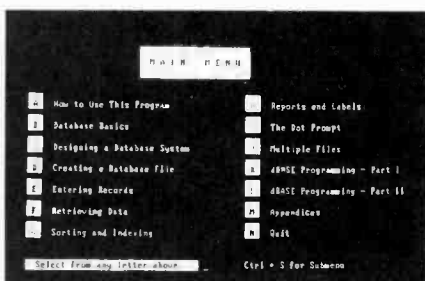 MAIN MENU
A How to Use This Program
B Database Basics
Designing a Database System
D Creating a Database File
E Entering Records
F Retrieving Data
Sorting and Indexing
Reports and Labels
The Dot Prompt
Multiple Files
dBASE Programming - Part I
dBASE Programming - Part II
M Appendices
N Quit
Select from any letter above
Ctrl + S for Submenu